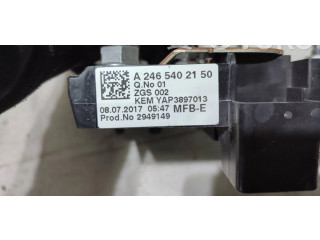 A 246 540 21 50
Q.No 01
ZGS 002
KEM YAP3897013
08.07.2017 05:47 MFB-E
Prod.No 2949149